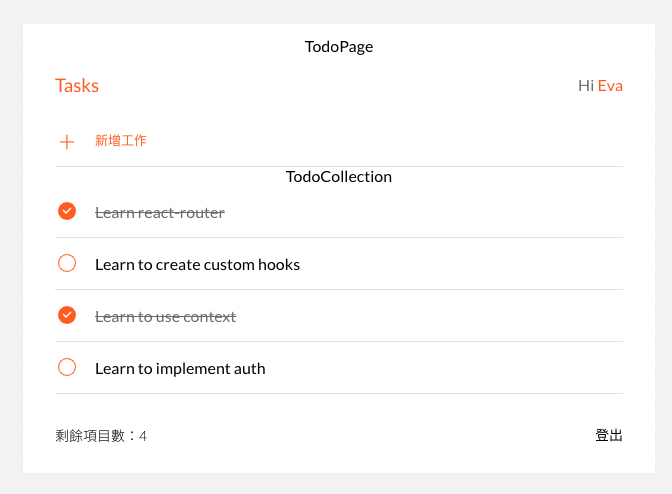 TodoPage
Tasks
Hi Eva
新增工作
TodoCollection
Learn react-router
Learn to create custom hooks
Learn to use context
Learn to implement auth
剩餘項目數：4
登出